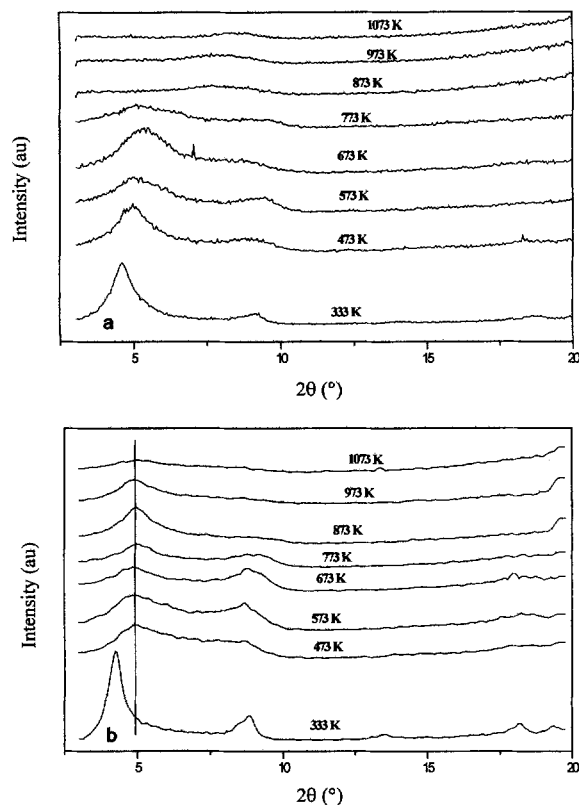 Intensity (au)
1073 K
973 K
873 K
773 K
673 K
573 K
473 K
333 K
a
5 10 15 20
2θ (°)
Intensity (au)
1073 K
973 K
873 K
773 K
673 K
573 K
473 K
333 K
b
5 10 15 20
2θ (°)